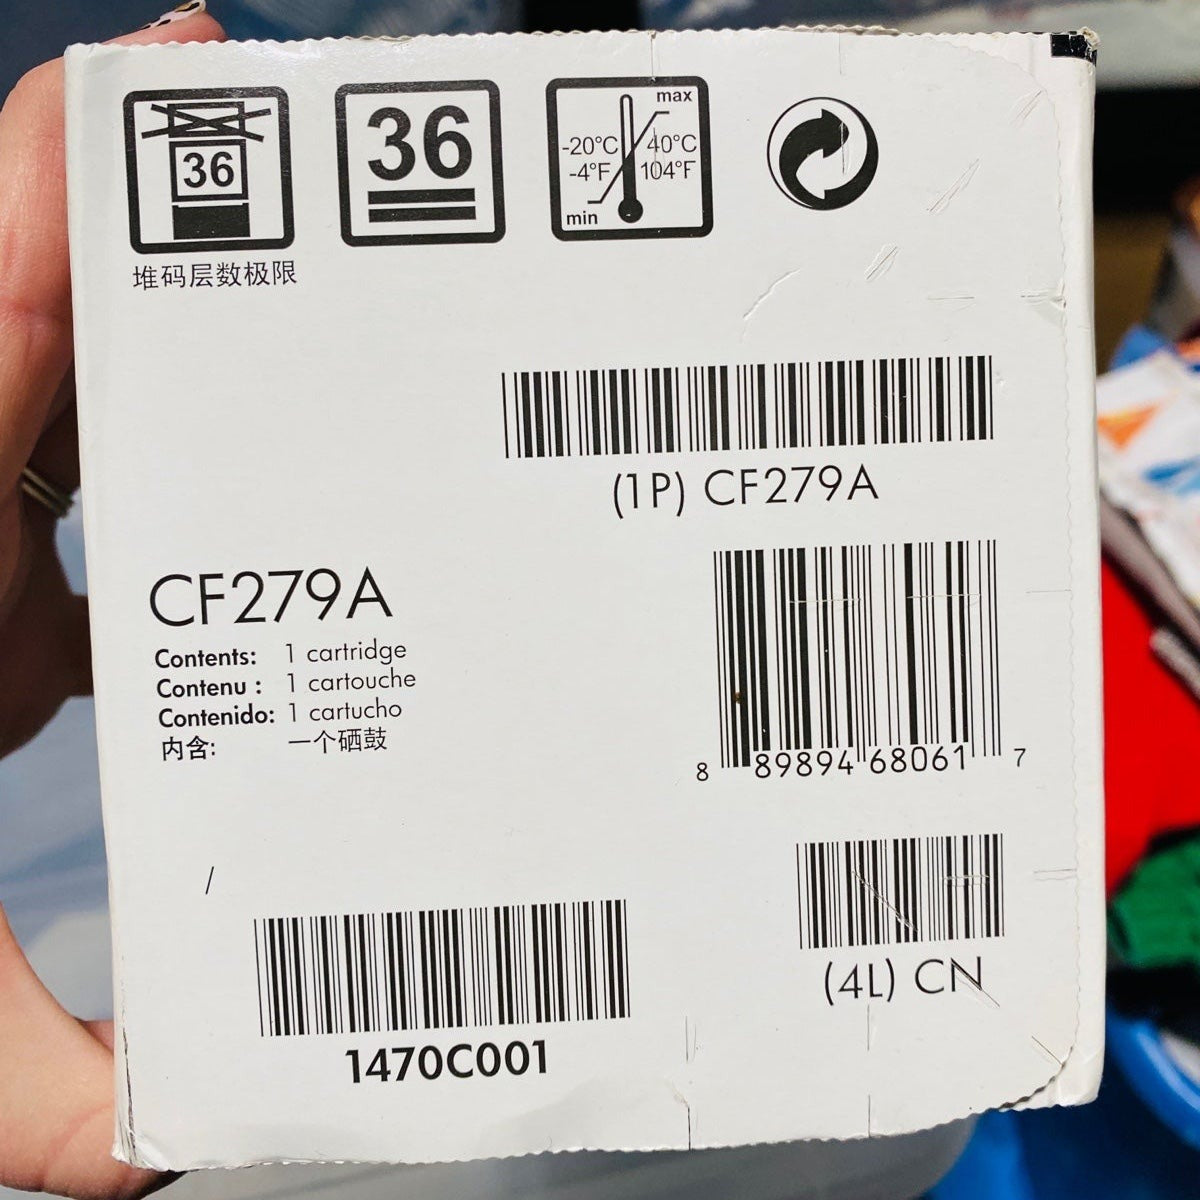 36
36
max
-20°C 40°C
-4°F 104°F
min
堆码层数极限
(1P) CF279A
CF279A
Contents: 1 cartridge
Contenu : 1 cartouche
Contenido: 1 cartucho
内含: 一个硒鼓
8 89894 68061 7
/
(4L) CN
1470C001